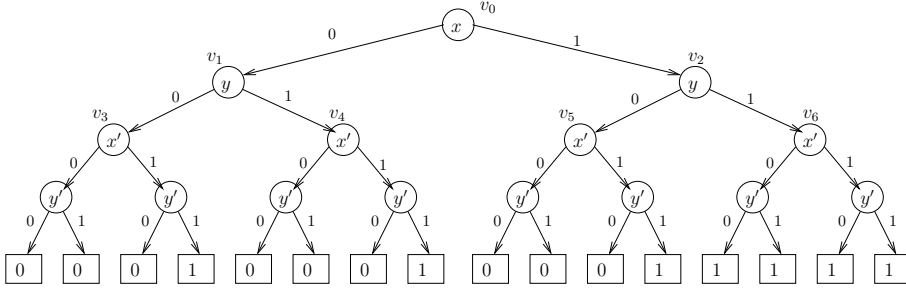 v₀
x
0 1
v₁ v₂
y y
0 1 0 1
v₃ v₄ v₅ v₆
x′ x′ x′ x′
0 1 0 1 0 1 0 1
y′ y′ y′ y′ y′ y′ y′ y′
0 1 0 1 0 1 0 1 0 1 0 1 0 1 0 1
0 0 0 1 0 0 0 1 0 0 0 1 1 1 1 1